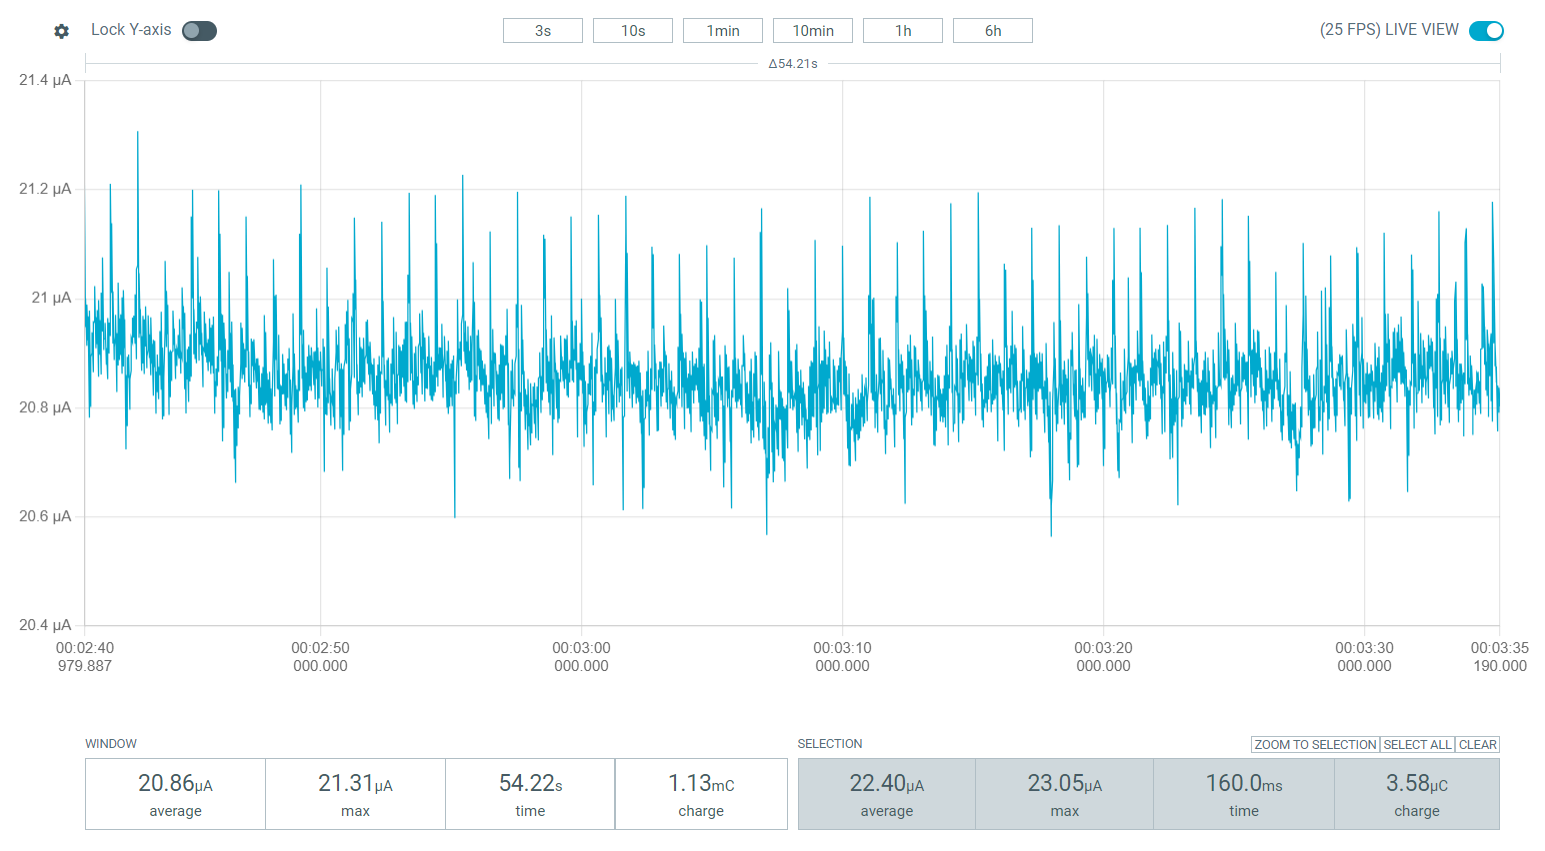 Lock Y-axis
3s 10s 1min 10min 1h 6h
(25 FPS) LIVE VIEW
Δ54.21s
21.4 µA
21.2 µA
21 µA
20.8 µA
20.6 µA
20.4 µA
00:02:40 00:02:50 00:03:00 00:03:10 00:03:20 00:03:30 00:03:35
979.887 000.000 000.000 000.000 000.000 000.000 190.000
WINDOW
20.86µA 21.31µA 54.22s 1.13mC
average max time charge
SELECTION
ZOOM TO SELECTION SELECT ALL CLEAR
22.40µA 23.05µA 160.0ms 3.58µC
average max time charge